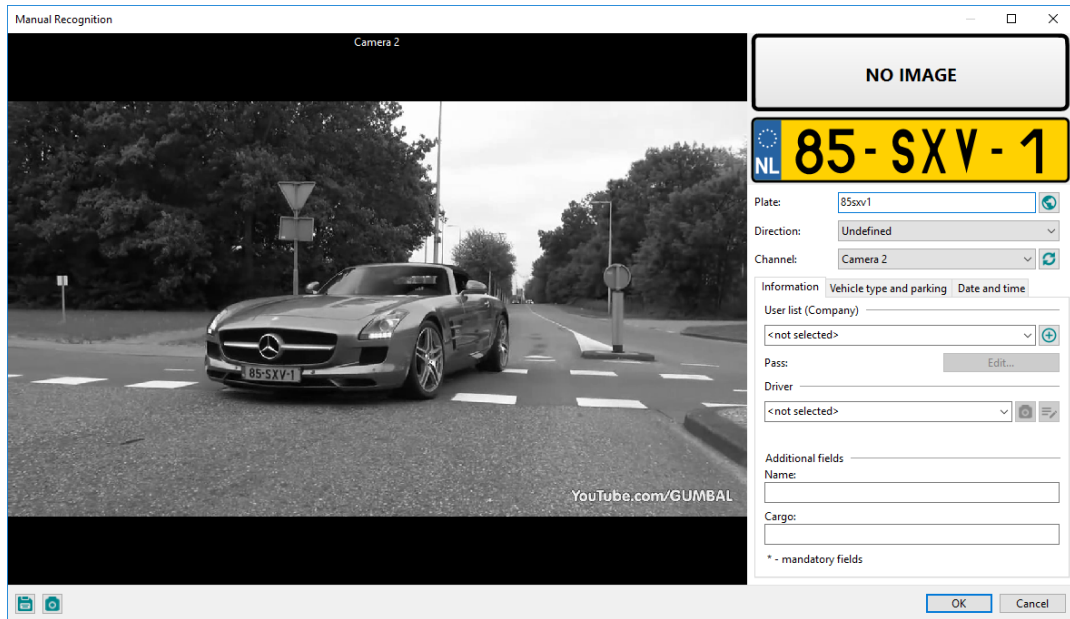 Manual Recognition
Camera 2
85-SXV-1
YouTube.com/GUMBAL
NO IMAGE
NL 85-SXV-1
Plate: 85sxv1
Direction: Undefined
Channel: Camera 2
Information Vehicle type and parking Date and time
User list (Company)
<not selected>
Pass: Edit...
Driver
<not selected>
Additional fields
Name:
Cargo:
* - mandatory fields
OK Cancel